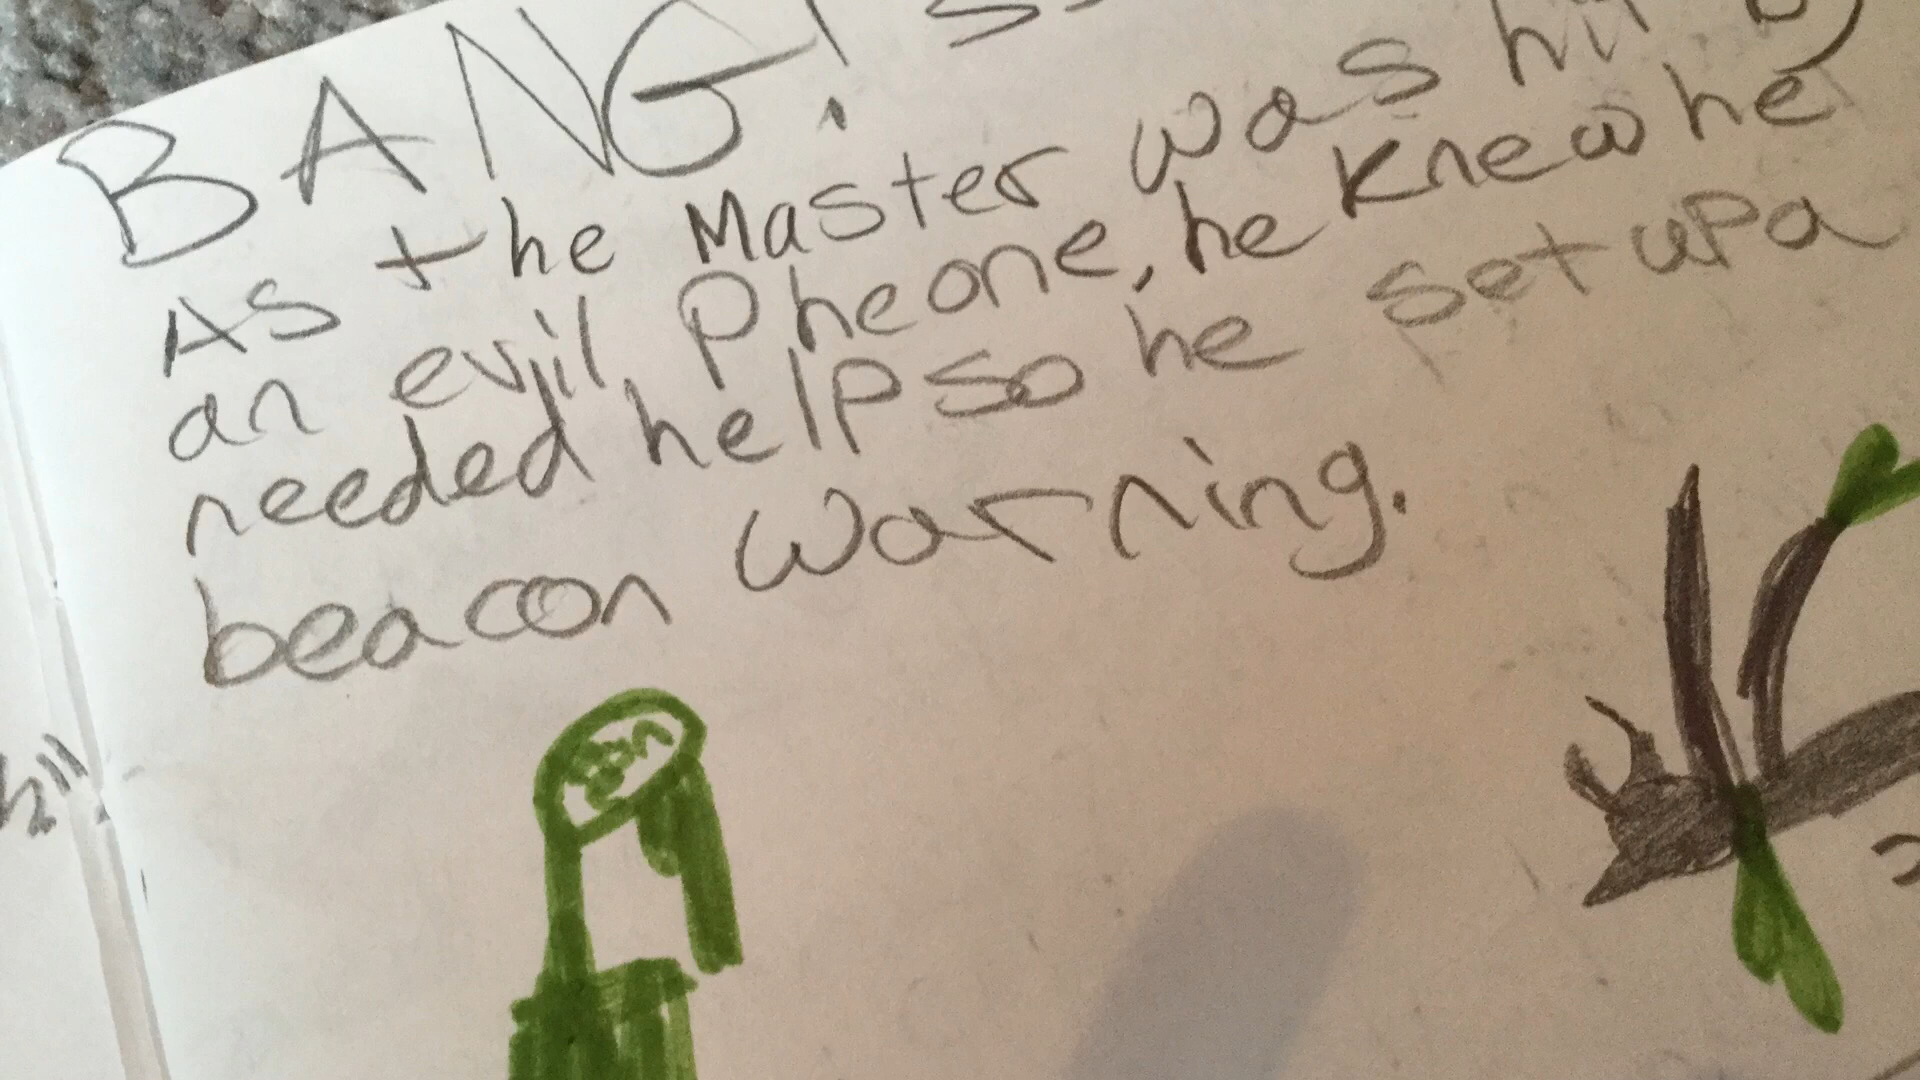 BANG!
As the Master was hit by
an evil Pheone, he knew he
needed help so he set up a
beacon warning.